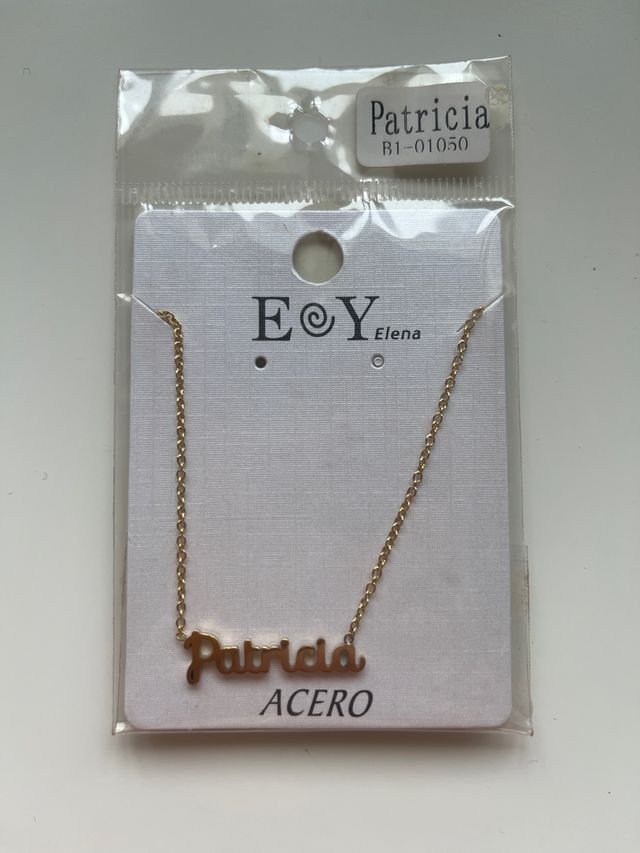 Patricia
B1-01050
E Y Elena
Patricia
ACERO